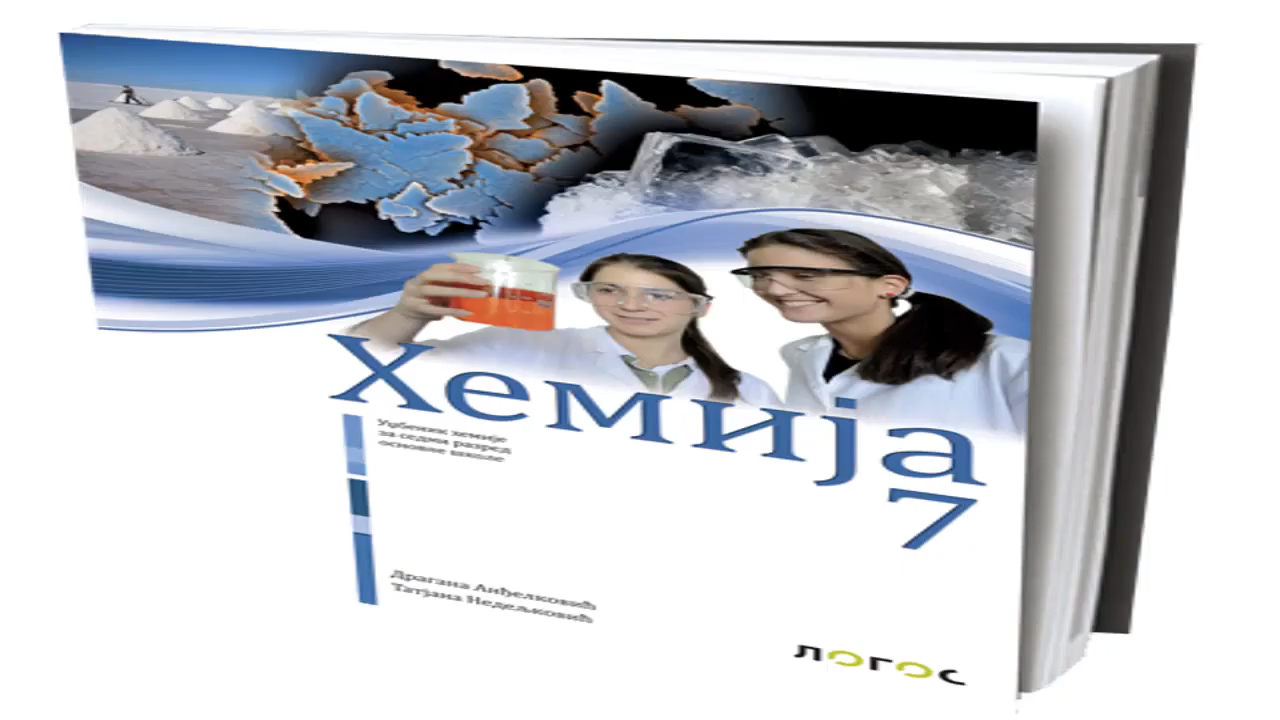 Хемија
7
Уџбеник хемије
за седми разред
основне школе
Драгана Анђелковић
Татјана Недељковић
логос